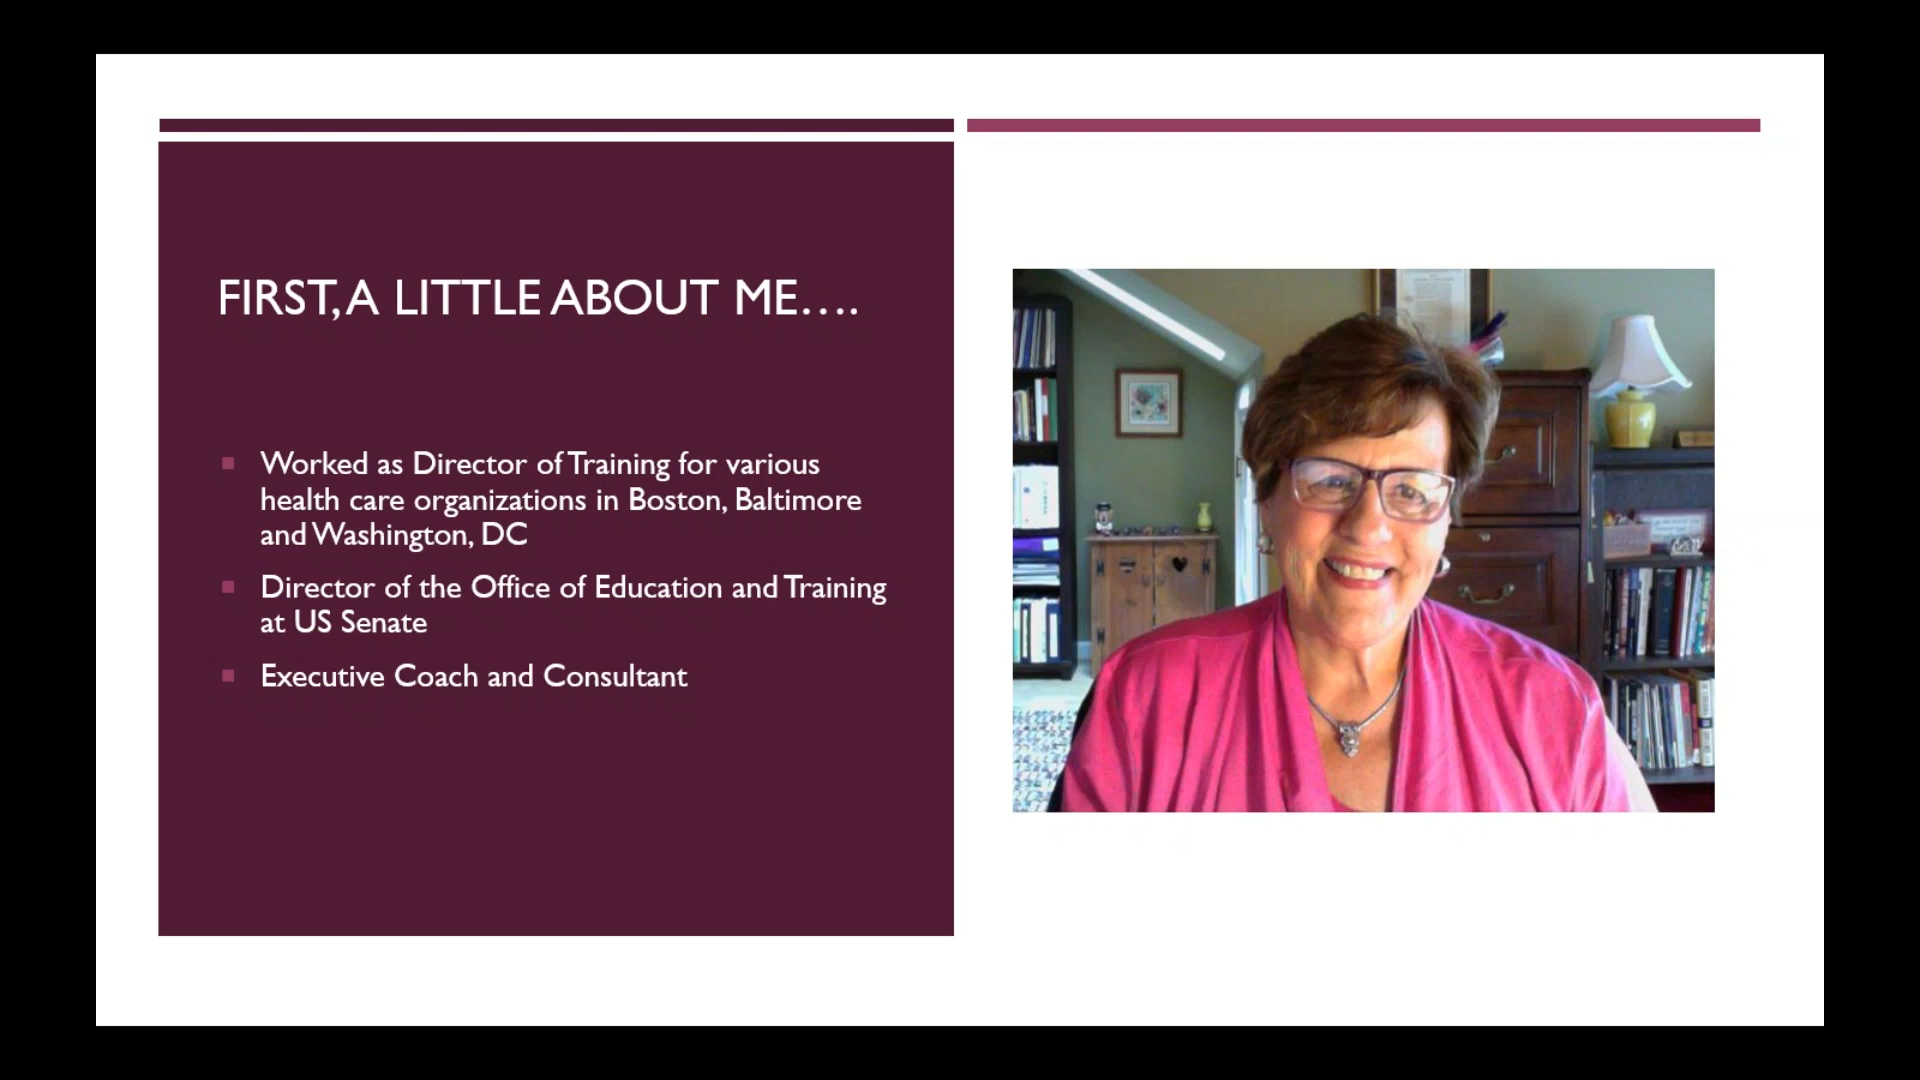 FIRST, A LITTLE ABOUT ME....
Worked as Director of Training for various
health care organizations in Boston, Baltimore
and Washington, DC
Director of the Office of Education and Training
at US Senate
Executive Coach and Consultant